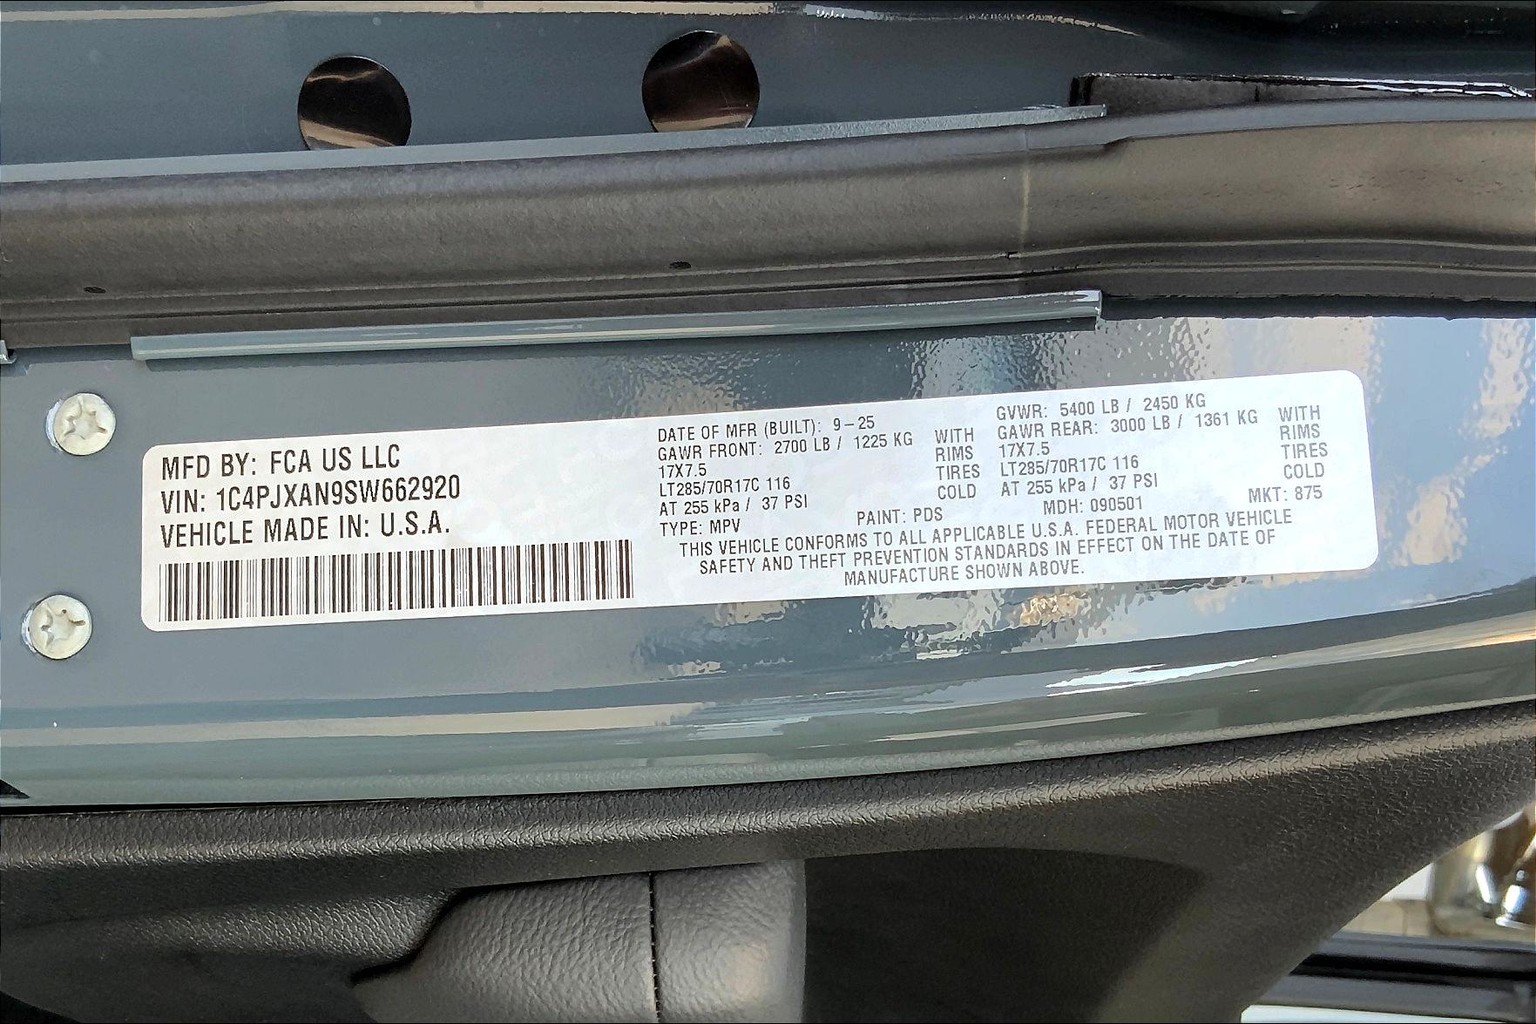 MFD BY: FCA US LLC
VIN: 1C4PJXAN9SW662920
VEHICLE MADE IN: U.S.A.
DATE OF MFR (BUILT): 9-25
GAWR FRONT: 2700 LB / 1225 KG WITH
17X7.5 RIMS
LT285/70R17C 116 TIRES
AT 255 kPa / 37 PSI COLD
TYPE: MPV
GVWR: 5400 LB / 2450 KG
GAWR REAR: 3000 LB / 1361 KG WITH
17X7.5 RIMS
LT285/70R17C 116 TIRES
AT 255 kPa / 37 PSI COLD
PAINT: PDS MDH: 090501 MKT: 875
THIS VEHICLE CONFORMS TO ALL APPLICABLE U.S.A. FEDERAL MOTOR VEHICLE
SAFETY AND THEFT PREVENTION STANDARDS IN EFFECT ON THE DATE OF
MANUFACTURE SHOWN ABOVE.